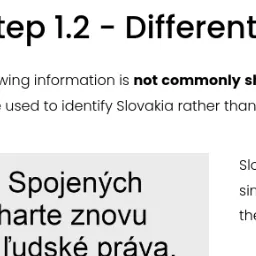 tep 1.2 - Different
wing information is not commonly s
used to identify Slovakia rather than
Slo
Spojených
sin
harte znovu
the
ľudské práva,